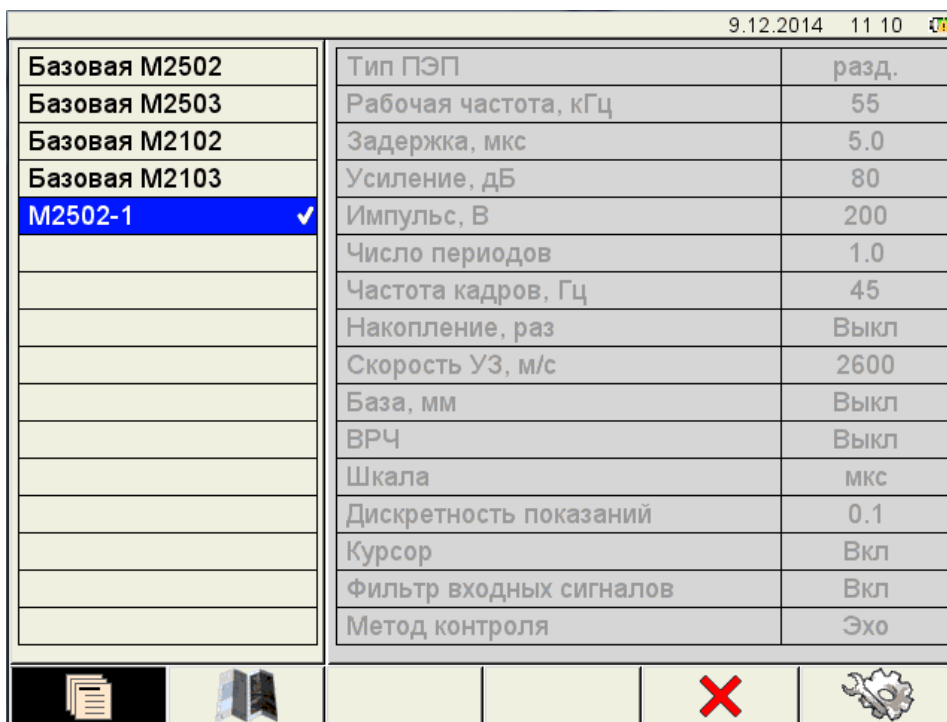 9.12.2014 11 10
Базовая М2502
Базовая М2503
Базовая М2102
Базовая М2103
М2502-1
Тип ПЭП разд.
Рабочая частота, кГц 55
Задержка, мкс 5.0
Усиление, дБ 80
Импульс, В 200
Число периодов 1.0
Частота кадров, Гц 45
Накопление, раз Выкл
Скорость УЗ, м/с 2600
База, мм Выкл
ВРЧ Выкл
Шкала мкс
Дискретность показаний 0.1
Курсор Вкл
Фильтр входных сигналов Вкл
Метод контроля Эхо